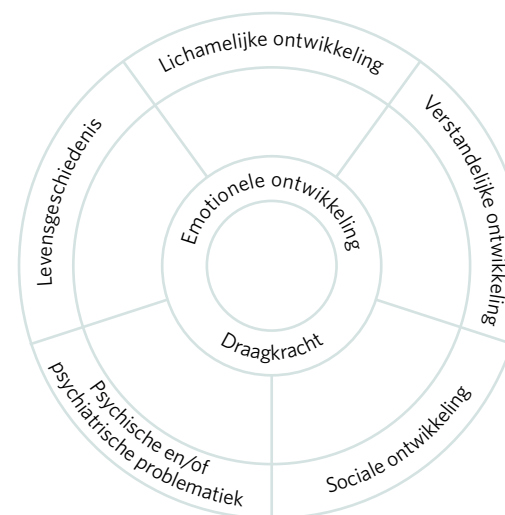 Lichamelijke ontwikkeling
Verstandelijke ontwikkeling
Sociale ontwikkeling
Psychische en/of
psychiatrische problematiek
Levensgeschiedenis
Emotionele ontwikkeling
Draagkracht